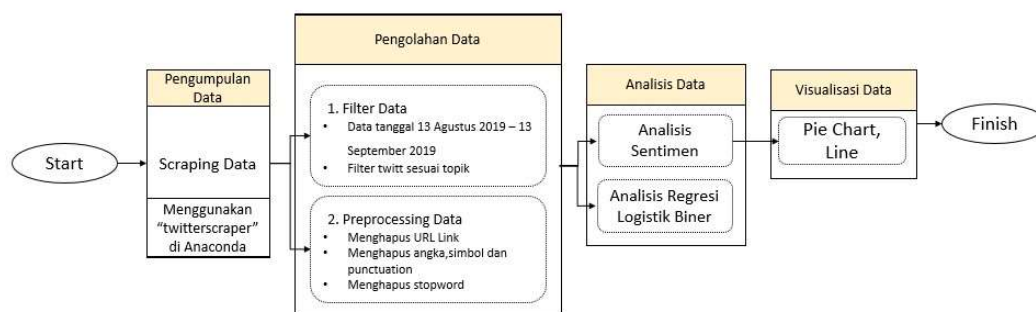 Start
Pengumpulan
Data
Scraping Data
Menggunakan
“twitterscraper”
di Anaconda
Pengolahan Data
1. Filter Data
• Data tanggal 13 Agustus 2019 – 13
September 2019
• Filter twitt sesuai topik
2. Preprocessing Data
• Menghapus URL Link
• Menghapus angka,simbol dan
punctuation
• Menghapus stopword
Analisis Data
Analisis
Sentimen
Analisis Regresi
Logistik Biner
Visualisasi Data
Pie Chart,
Line
Finish